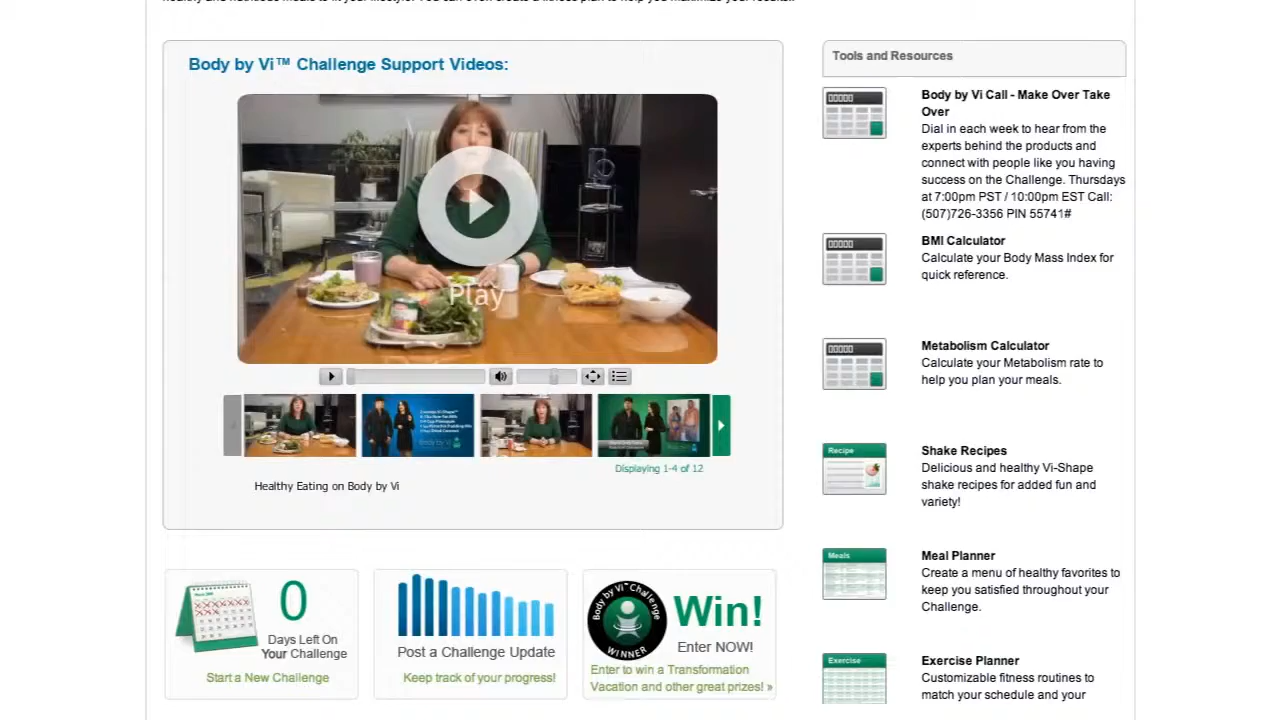 Body by Vi™ Challenge Support Videos:
Play
Displaying 1-4 of 12
Healthy Eating on Body by Vi
0
Days Left On
Your Challenge
Start a New Challenge
Post a Challenge Update
Keep track of your progress!
Body by Vi™ Challenge
WINNER
Win!
Enter NOW!
Enter to win a Transformation
Vacation and other great prizes! »
Tools and Resources
Body by Vi Call - Make Over Take
Over
Dial in each week to hear from the
experts behind the products and
connect with people like you having
success on the Challenge. Thursdays
at 7:00pm PST / 10:00pm EST Call:
(507)726-3356 PIN 55741#
BMI Calculator
Calculate your Body Mass Index for
quick reference.
Metabolism Calculator
Calculate your Metabolism rate to
help you plan your meals.
Recipe
Shake Recipes
Delicious and healthy Vi-Shape
shake recipes for added fun and
variety!
Meals
Meal Planner
Create a menu of healthy favorites to
keep you satisfied throughout your
Challenge.
Exercise
Exercise Planner
Customizable fitness routines to
match your schedule and your